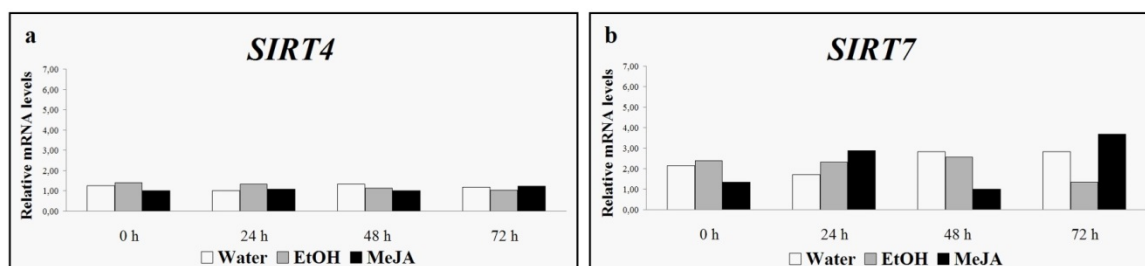 a
SIRT4
Relative mRNA levels
7,00
6,00
5,00
4,00
3,00
2,00
1,00
0,00
0 h 24 h 48 h 72 h
Water EtOH MeJA
b
SIRT7
Relative mRNA levels
7,00
6,00
5,00
4,00
3,00
2,00
1,00
0,00
0 h 24 h 48 h 72 h
Water EtOH MeJA